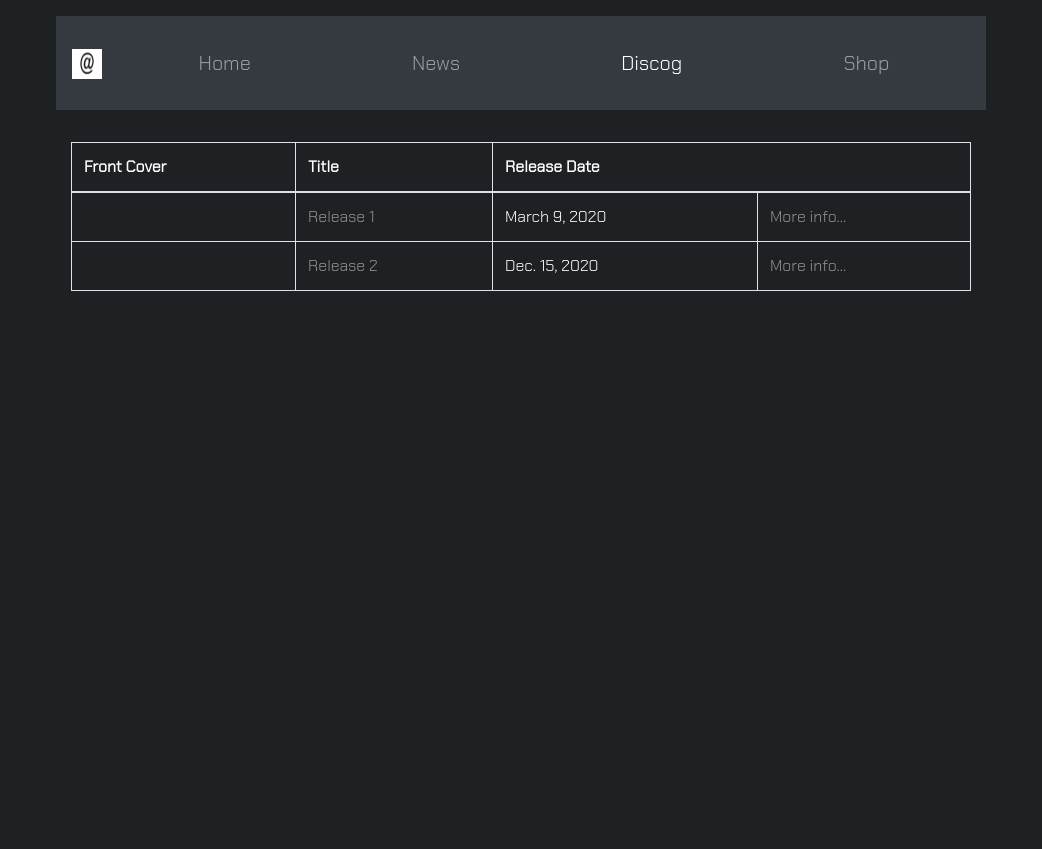 @ Home News Discog Shop
Front Cover Title Release Date
Release 1 March 9, 2020 More info...
Release 2 Dec. 15, 2020 More info...